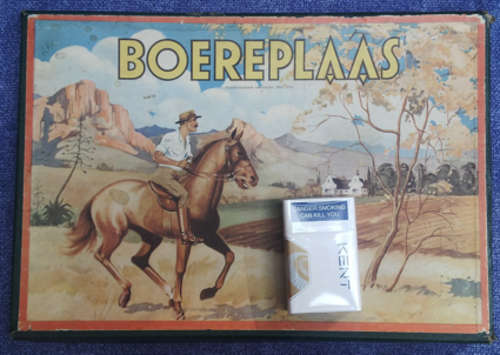 BOEREPLAAS
DANGER SMOKING
CAN KILL YOU
KENT